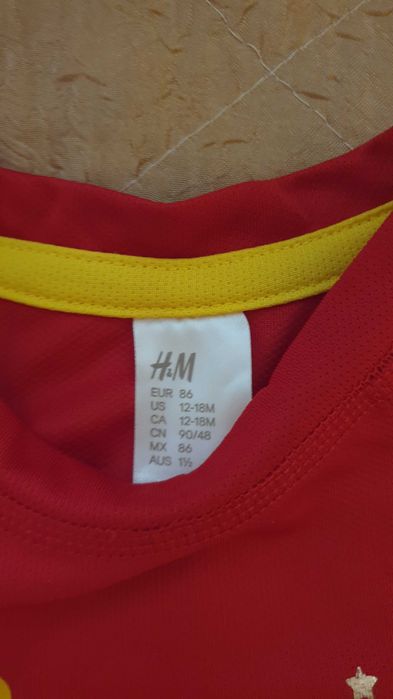 H&M
EUR 86
US 12-18M
CA 12-18M
CN 90/48
MX 86
AUS 1½